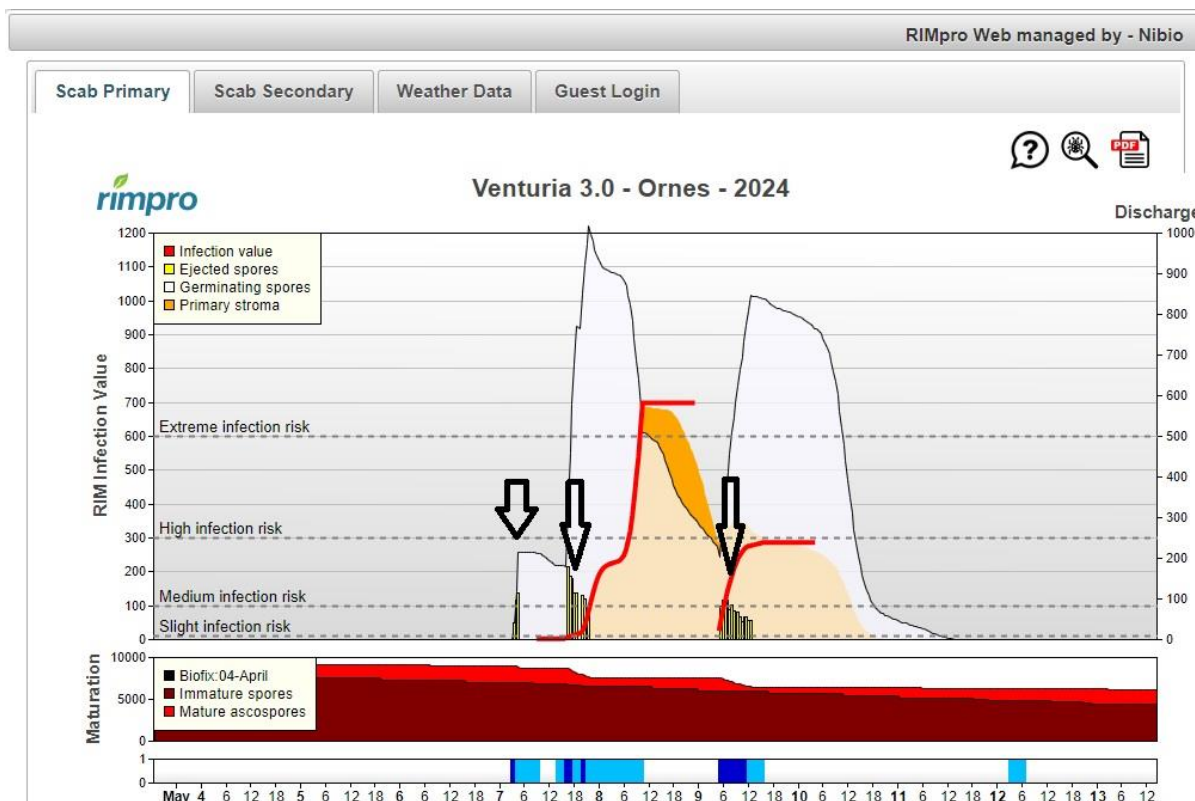 RIMpro Web managed by - Nibio
Scab Primary Scab Secondary Weather Data Guest Login
PDF
rimpro
Venturia 3.0 - Ornes - 2024
Discharge
1200
1100
1000
900
800
700
600
500
400
300
200
100
0
RIM Infection Value
Infection value
Ejected spores
Germinating spores
Primary stroma
Extreme infection risk
High infection risk
Medium infection risk
Slight infection risk
1000
900
800
700
600
500
400
300
200
100
0
Maturation
10000
5000
0
Biofix:04-April
Immature spores
Mature ascospores
1
0
May 4 6 12 18 5 6 12 18 6 6 12 18 7 6 12 18 8 6 12 18 9 6 12 18 10 6 12 18 11 6 12 18 12 6 12 18 13 6 12